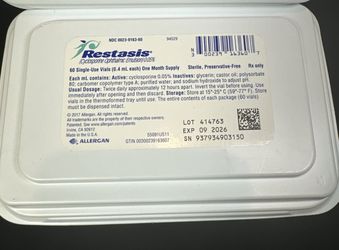 NDC 0023-9163-60
94529
Restasis®
(Cyclosporine Ophthalmic Emulsion) 0.05%
60 Single-Use Vials (0.4 mL each) One Month Supply
Sterile, Preservative-Free
Rx only
Each mL contains: Active: cyclosporine 0.05% Inactives: glycerin; castor oil; polysorbate
80; carbomer copolymer type A; purified water; and sodium hydroxide to adjust pH.
Usual Dosage: Twice daily approximately 12 hours apart. Invert the vial before using. Use
immediately after opening and then discard. Storage: Store at 15°-25° C (59°-77° F). Store
vials in the thermoformed tray until use. The entire contents of this tray (60 vials)
must be dispensed intact.
© 2017 Allergan. All rights reserved.
All trademarks are the property of their respective owners.
Patented. See www.allergan.com/patents
Irvine, CA 92612
Made in the U.S.A.
ALLERGAN
LOT 414763
EXP 09 2026
SN 937934903150